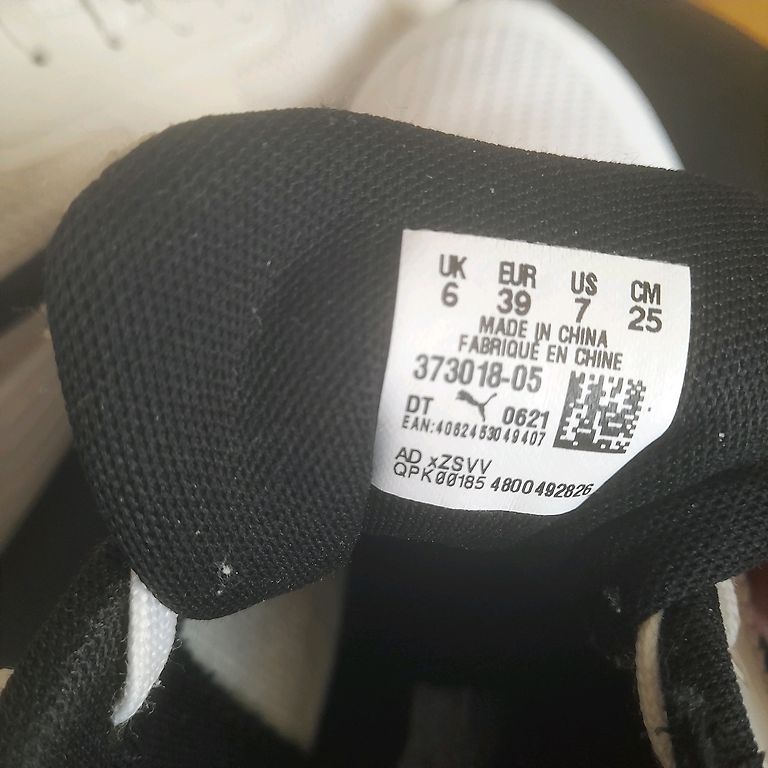 UK EUR US CM
6 39 7 25
MADE IN CHINA
FABRIQUÉ EN CHINE
373018-05
DT 0621
EAN:4062453049407
AD xZSVV
QPK00185 4800492826